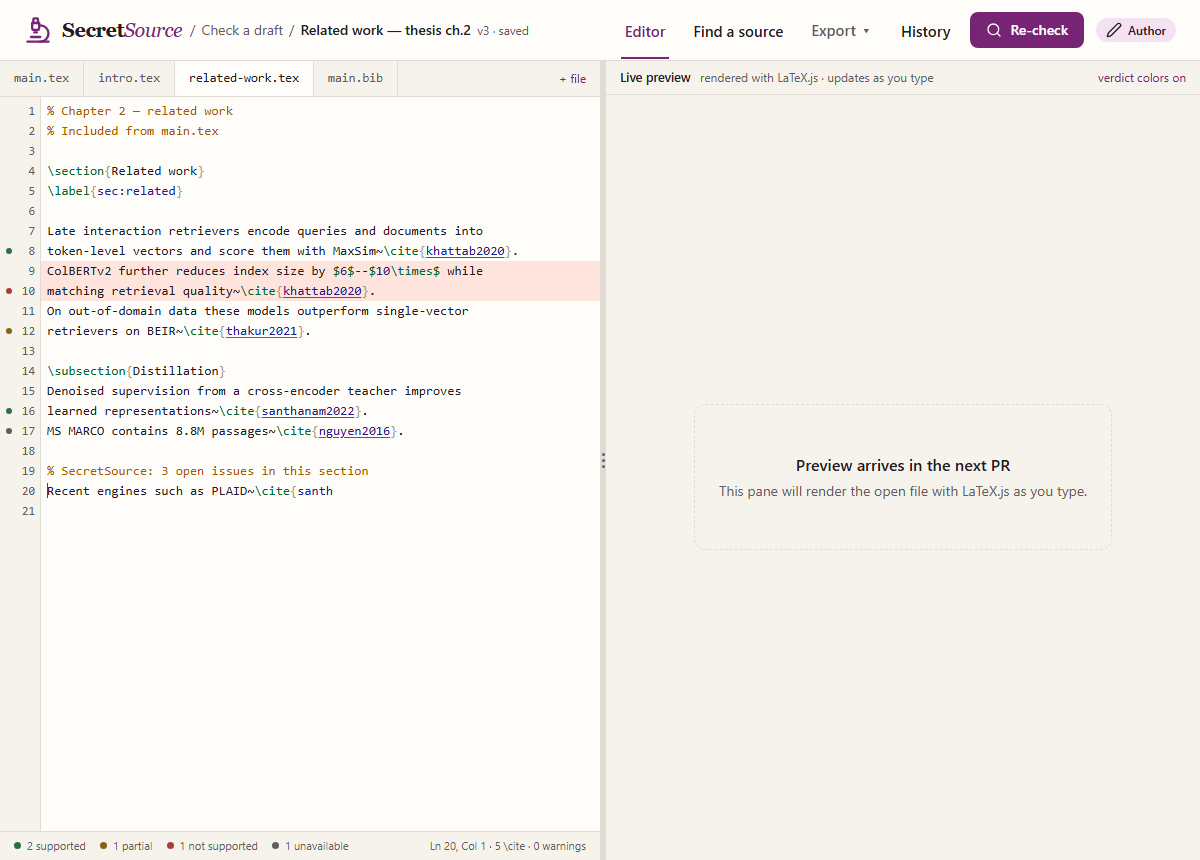 SecretSource / Check a draft / Related work — thesis ch.2 v3 · saved
Editor Find a source Export ▾ History Re-check Author
main.tex intro.tex related-work.tex main.bib + file
Live preview rendered with LaTeX.js · updates as you type verdict colors on
1 % Chapter 2 — related work
2 % Included from main.tex
3
4 \section{Related work}
5 \label{sec:related}
6
7 Late interaction retrievers encode queries and documents into
8 token-level vectors and score them with MaxSim~\cite{khattab2020}.
9 ColBERTv2 further reduces index size by $6$--$10\times$ while
10 matching retrieval quality~\cite{khattab2020}.
11 On out-of-domain data these models outperform single-vector
12 retrievers on BEIR~\cite{thakur2021}.
13
14 \subsection{Distillation}
15 Denoised supervision from a cross-encoder teacher improves
16 learned representations~\cite{santhanam2022}.
17 MS MARCO contains 8.8M passages~\cite{nguyen2016}.
18
19 % SecretSource: 3 open issues in this section
20 Recent engines such as PLAID~\cite{santh
21
Preview arrives in the next PR
This pane will render the open file with LaTeX.js as you type.
2 supported 1 partial 1 not supported 1 unavailable Ln 20, Col 1 · 5 \cite · 0 warnings